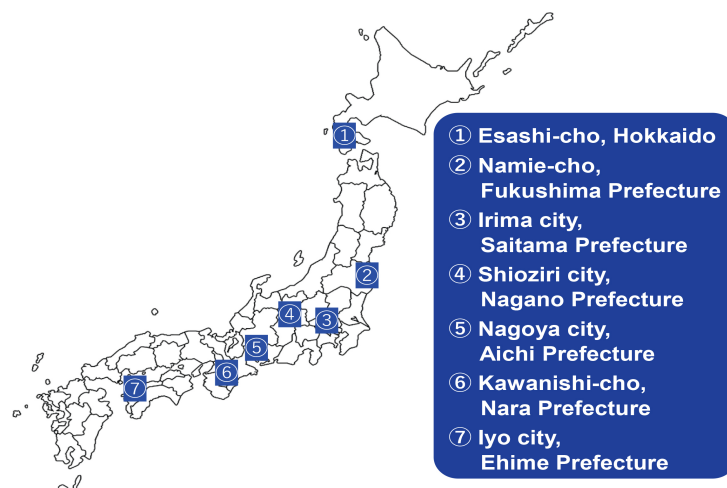 ①
②
③
④
⑤
⑥
⑦
① Esashi-cho, Hokkaido
② Namie-cho,
Fukushima Prefecture
③ Irima city,
Saitama Prefecture
④ Shioziri city,
Nagano Prefecture
⑤ Nagoya city,
Aichi Prefecture
⑥ Kawanishi-cho,
Nara Prefecture
⑦ Iyo city,
Ehime Prefecture